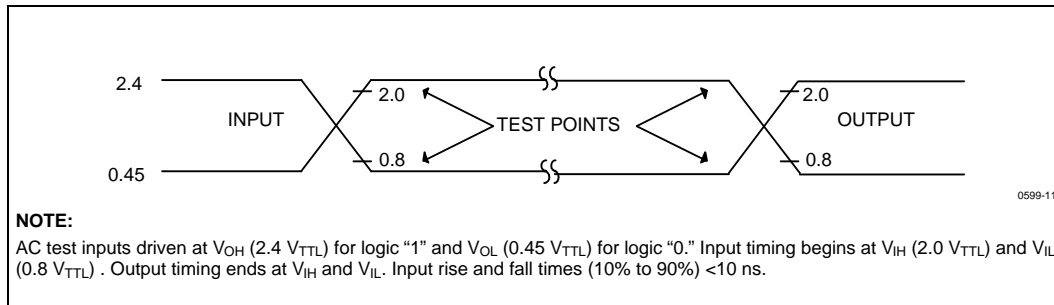 2.4
2.0
2.0
INPUT
TEST POINTS
OUTPUT
0.8
0.8
0.45
0599-11
NOTE:
AC test inputs driven at VOH (2.4 VTTL) for logic “1” and VOL (0.45 VTTL) for logic “0.” Input timing begins at VIH (2.0 VTTL) and VIL
(0.8 VTTL) . Output timing ends at VIH and VIL. Input rise and fall times (10% to 90%) <10 ns.